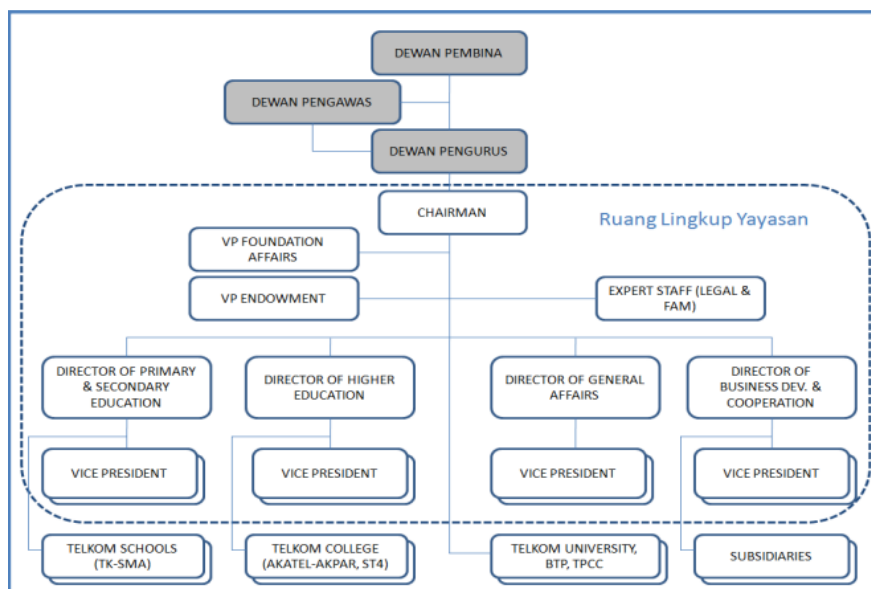 DEWAN PEMBINA
DEWAN PENGAWAS
DEWAN PENGURUS
CHAIRMAN
Ruang Lingkup Yayasan
VP FOUNDATION
AFFAIRS
VP ENDOWMENT
EXPERT STAFF (LEGAL &
FAM)
DIRECTOR OF PRIMARY
& SECONDARY
EDUCATION
DIRECTOR OF HIGHER
EDUCATION
DIRECTOR OF GENERAL
AFFAIRS
DIRECTOR OF
BUSINESS DEV. &
COOPERATION
VICE PRESIDENT
VICE PRESIDENT
VICE PRESIDENT
VICE PRESIDENT
TELKOM SCHOOLS
(TK-SMA)
TELKOM COLLEGE
(AKATEL-AKPAR, ST4)
TELKOM UNIVERSITY,
BTP, TPCC
SUBSIDIARIES